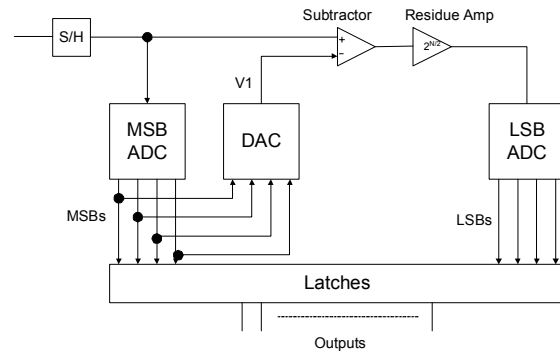 Subtractor
Residue Amp
S/H
+
−
2^{N/2}
V1
MSB
ADC
DAC
LSB
ADC
MSBs
LSBs
Latches
Outputs